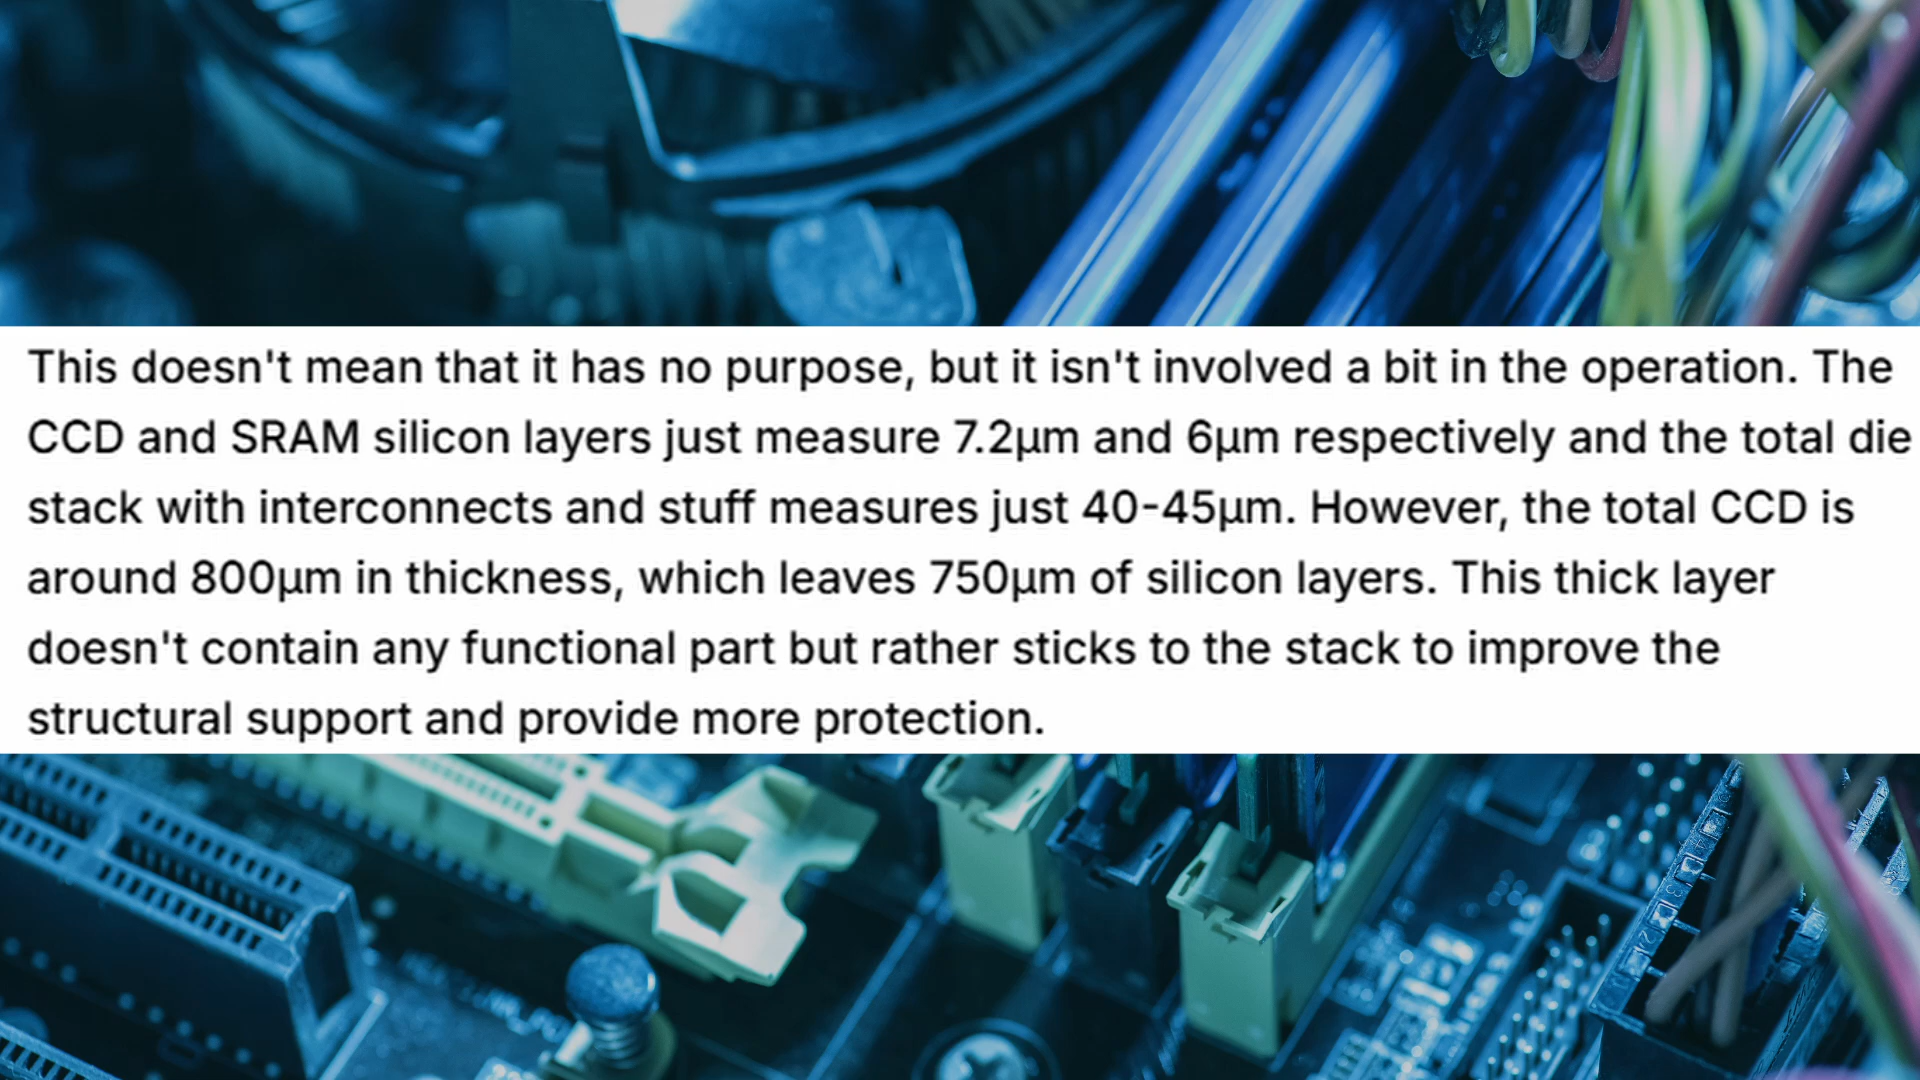 This doesn't mean that it has no purpose, but it isn't involved a bit in the operation. The
CCD and SRAM silicon layers just measure 7.2μm and 6μm respectively and the total die
stack with interconnects and stuff measures just 40-45μm. However, the total CCD is
around 800μm in thickness, which leaves 750μm of silicon layers. This thick layer
doesn't contain any functional part but rather sticks to the stack to improve the
structural support and provide more protection.